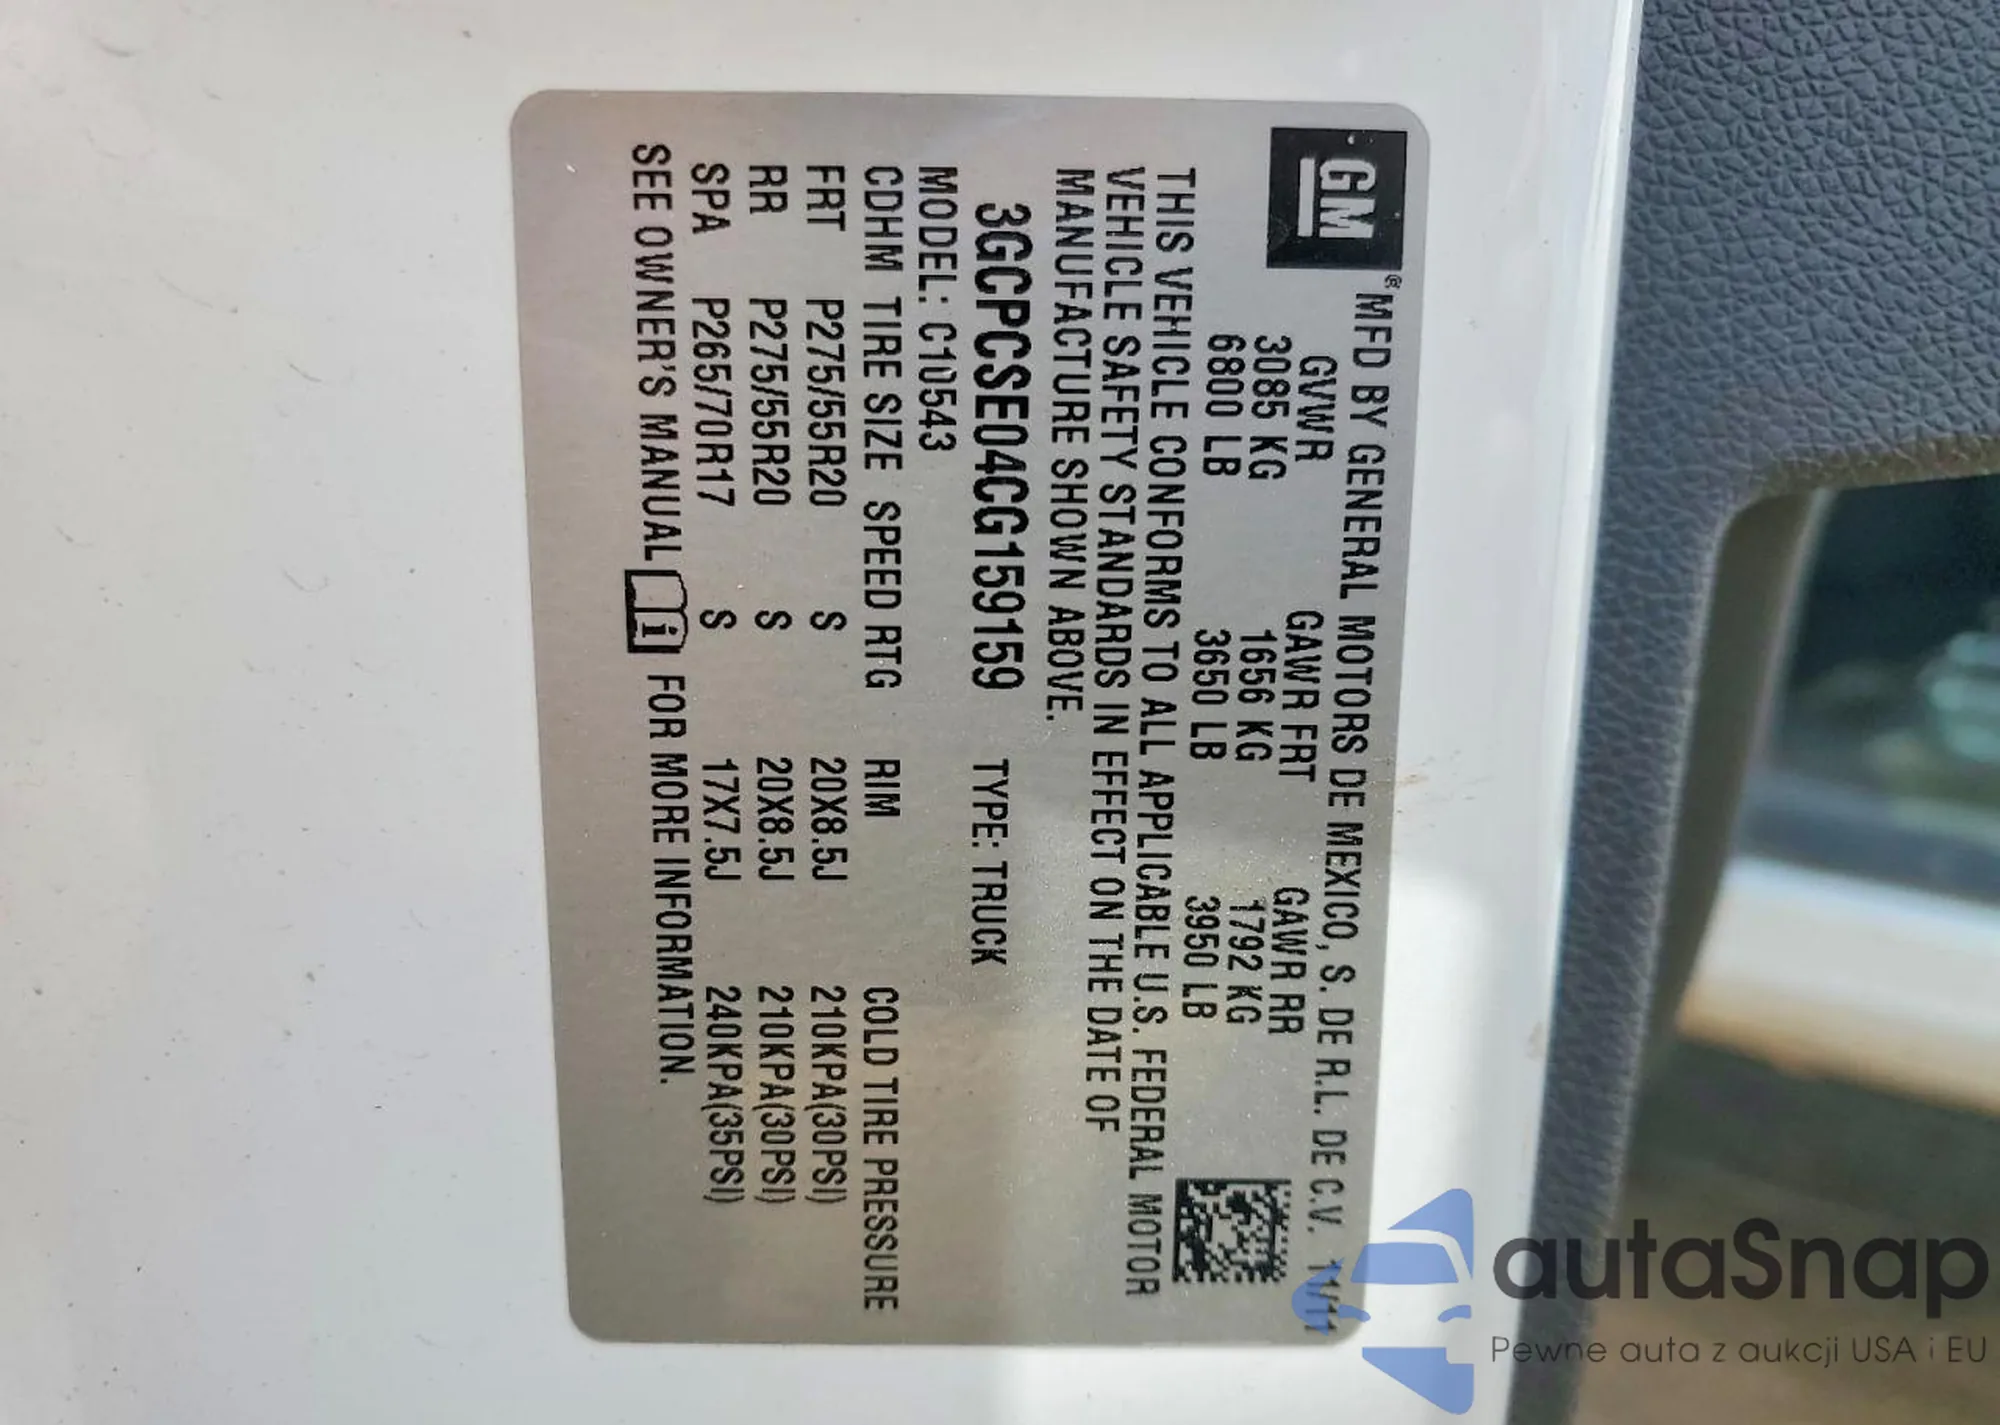 GM
® MFD BY GENERAL MOTORS DE MEXICO, S. DE R.L. DE C.V. 11/11
GVWR GAWR FRT GAWR RR
3085 KG 1656 KG 1792 KG
6800 LB 3650 LB 3950 LB
THIS VEHICLE CONFORMS TO ALL APPLICABLE U.S. FEDERAL MOTOR
VEHICLE SAFETY STANDARDS IN EFFECT ON THE DATE OF
MANUFACTURE SHOWN ABOVE.
3GCPCSE04CG159159 TYPE: TRUCK
MODEL: C10543
CDHM TIRE SIZE SPEED RTG RIM COLD TIRE PRESSURE
FRT P275/55R20 S 20X8.5J 210KPA(30PSI)
RR P275/55R20 S 20X8.5J 210KPA(30PSI)
SPA P265/70R17 S 17X7.5J 240KPA(35PSI)
SEE OWNER'S MANUAL i FOR MORE INFORMATION.
autaSnap
Pewne auta z aukcji USA i EU